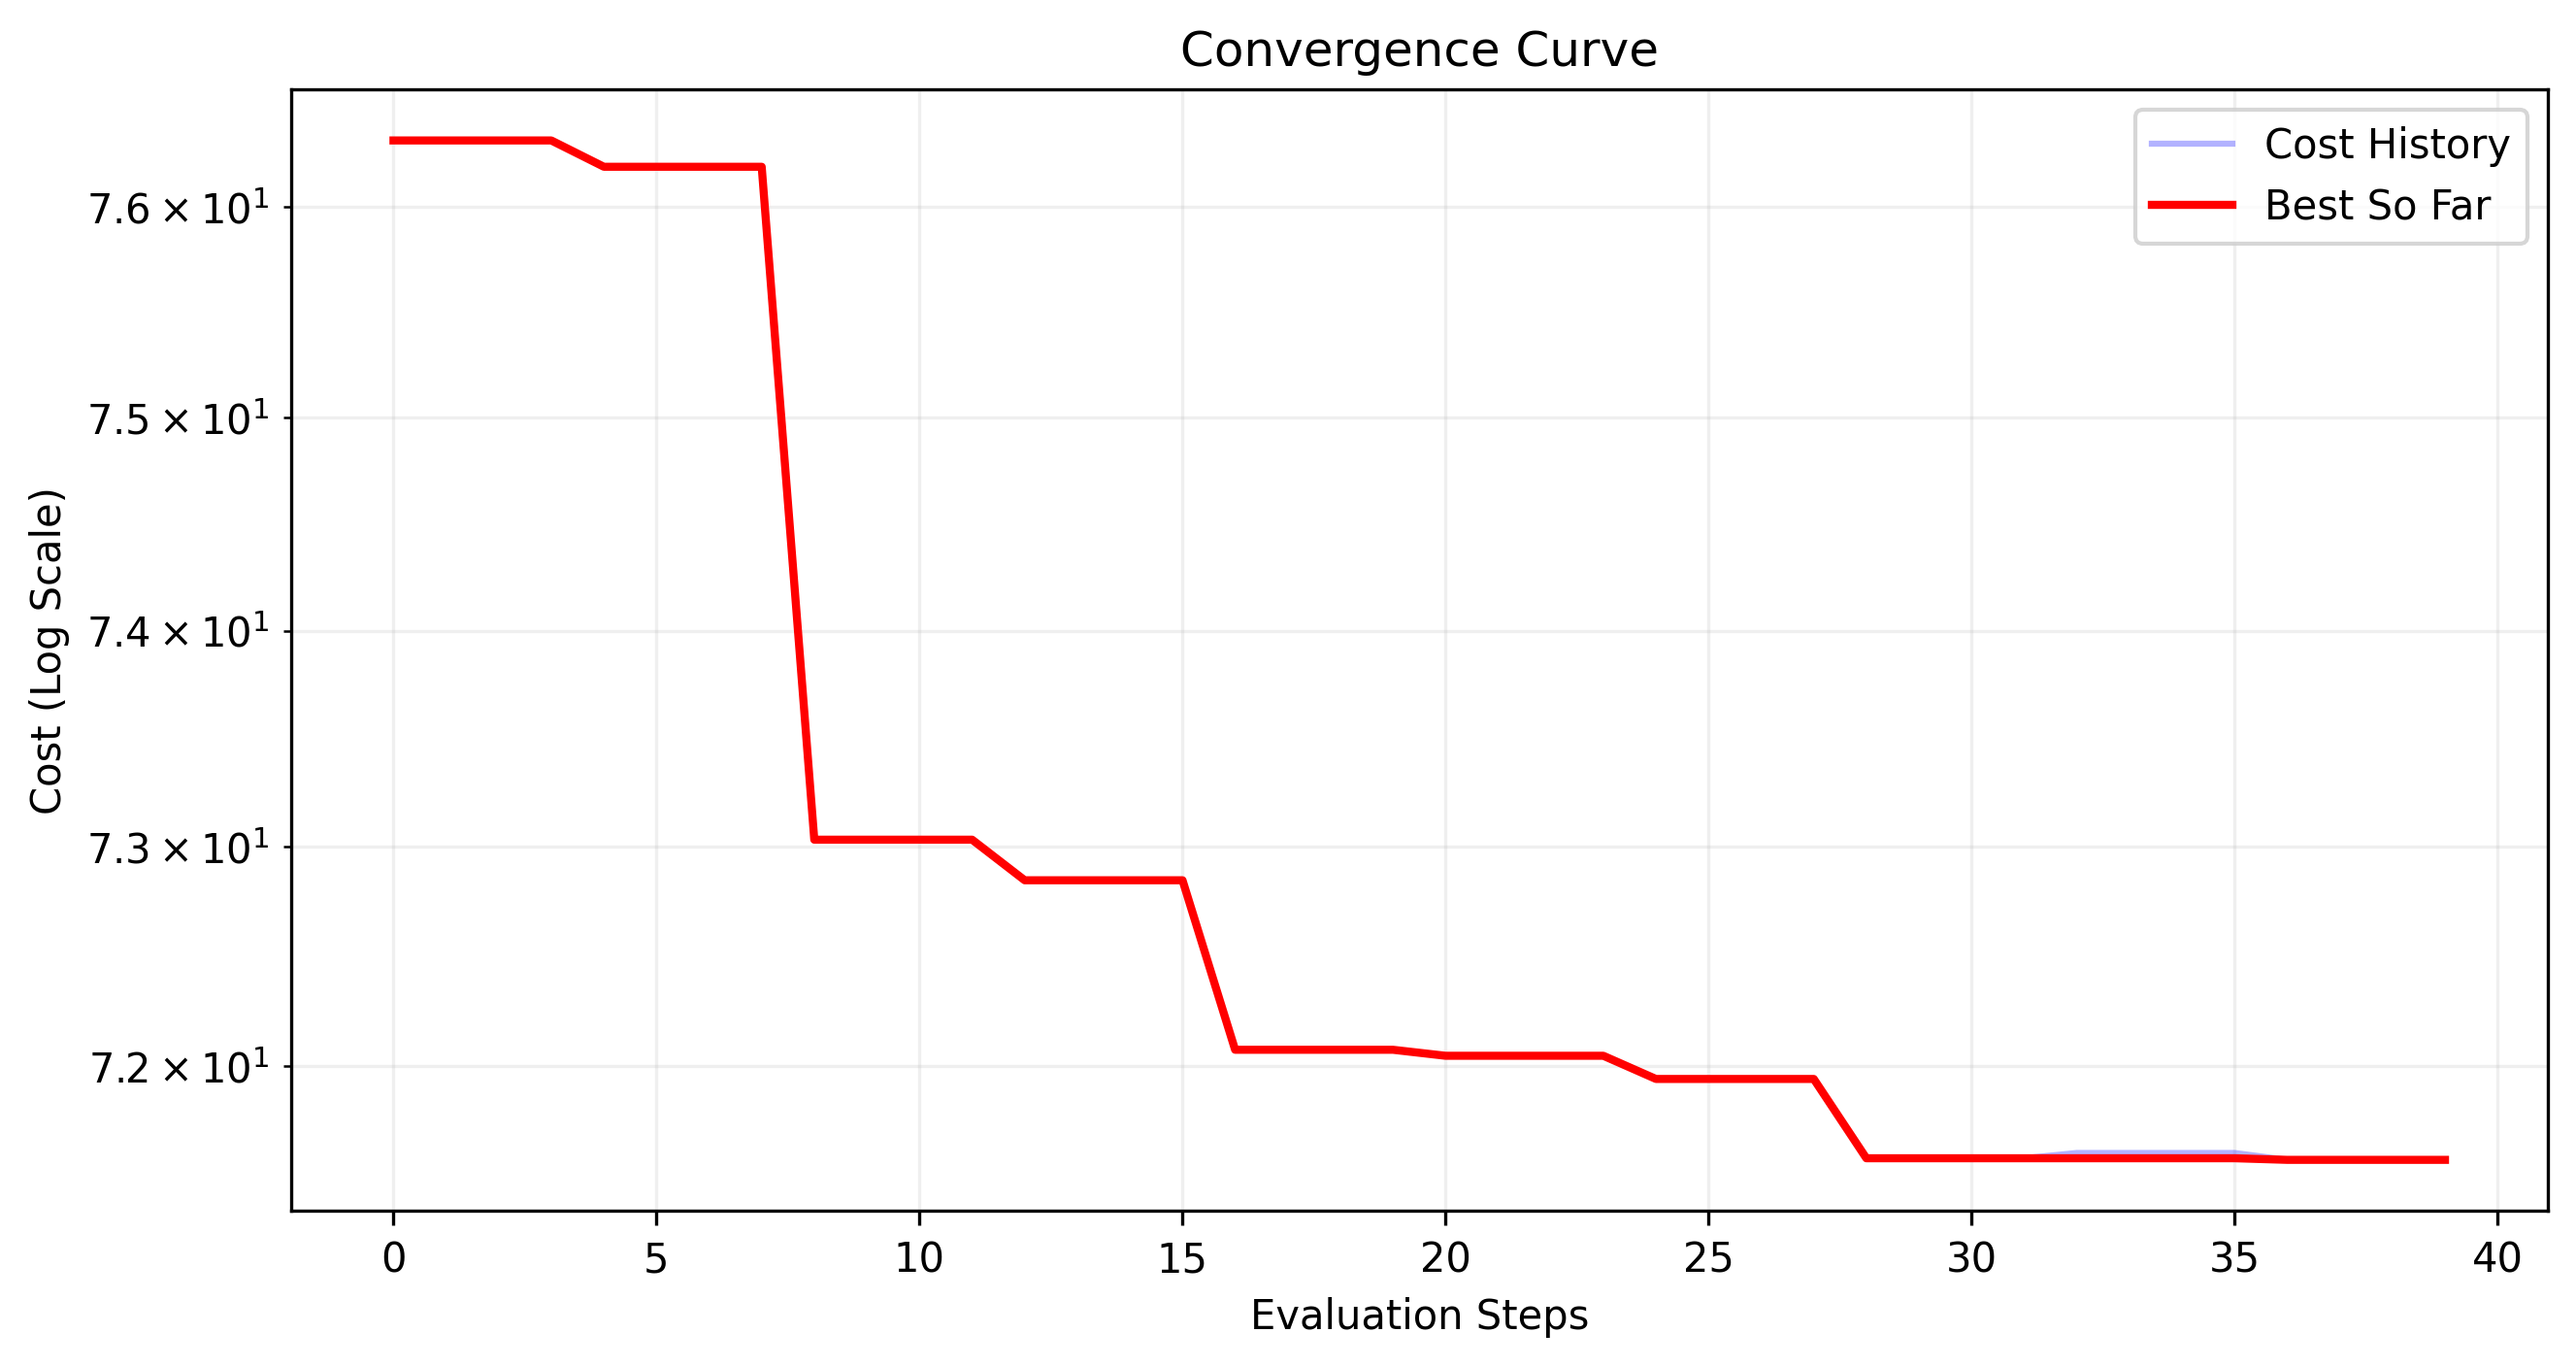 Convergence Curve
Cost History
Best So Far
7.6 × 10¹
7.5 × 10¹
7.4 × 10¹
7.3 × 10¹
7.2 × 10¹
Cost (Log Scale)
0 5 10 15 20 25 30 35 40
Evaluation Steps